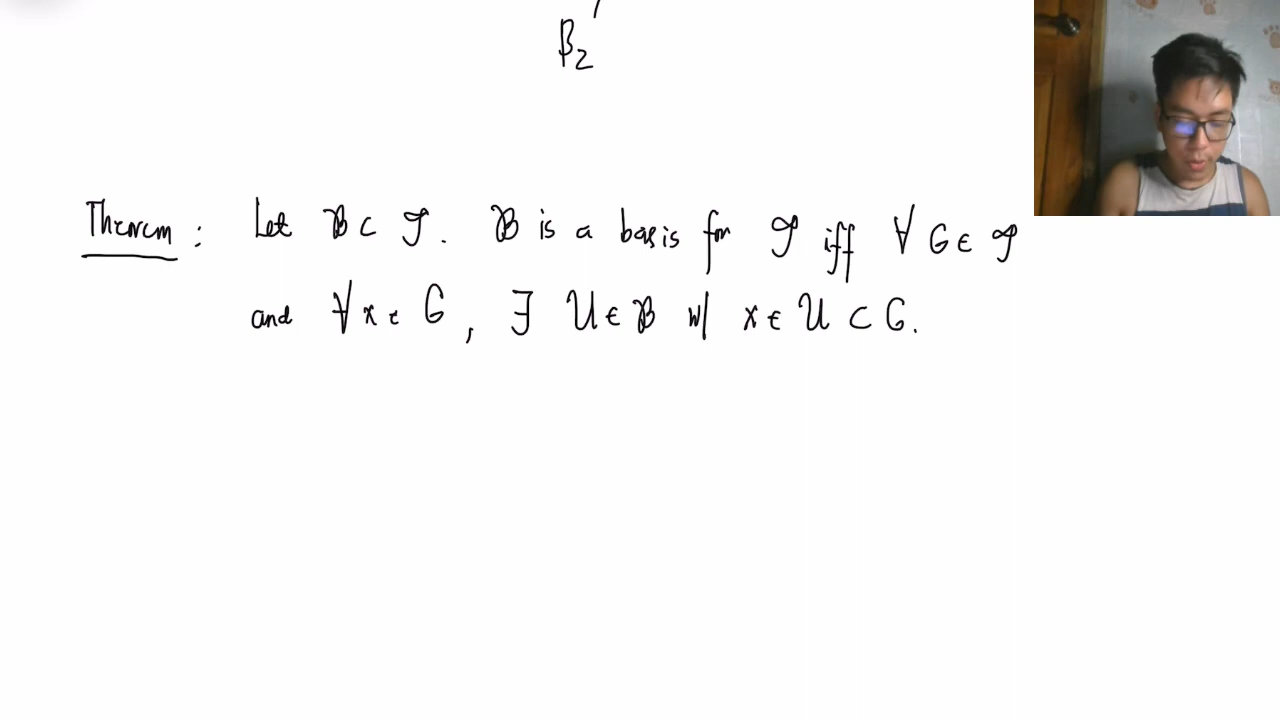 β₂
Theorem : Let ℬ ⊂ 𝒯. ℬ is a basis for 𝒯 iff ∀ G ∈ 𝒯
and ∀ x ∈ G, ∃ U ∈ ℬ w/ x ∈ U ⊂ G.